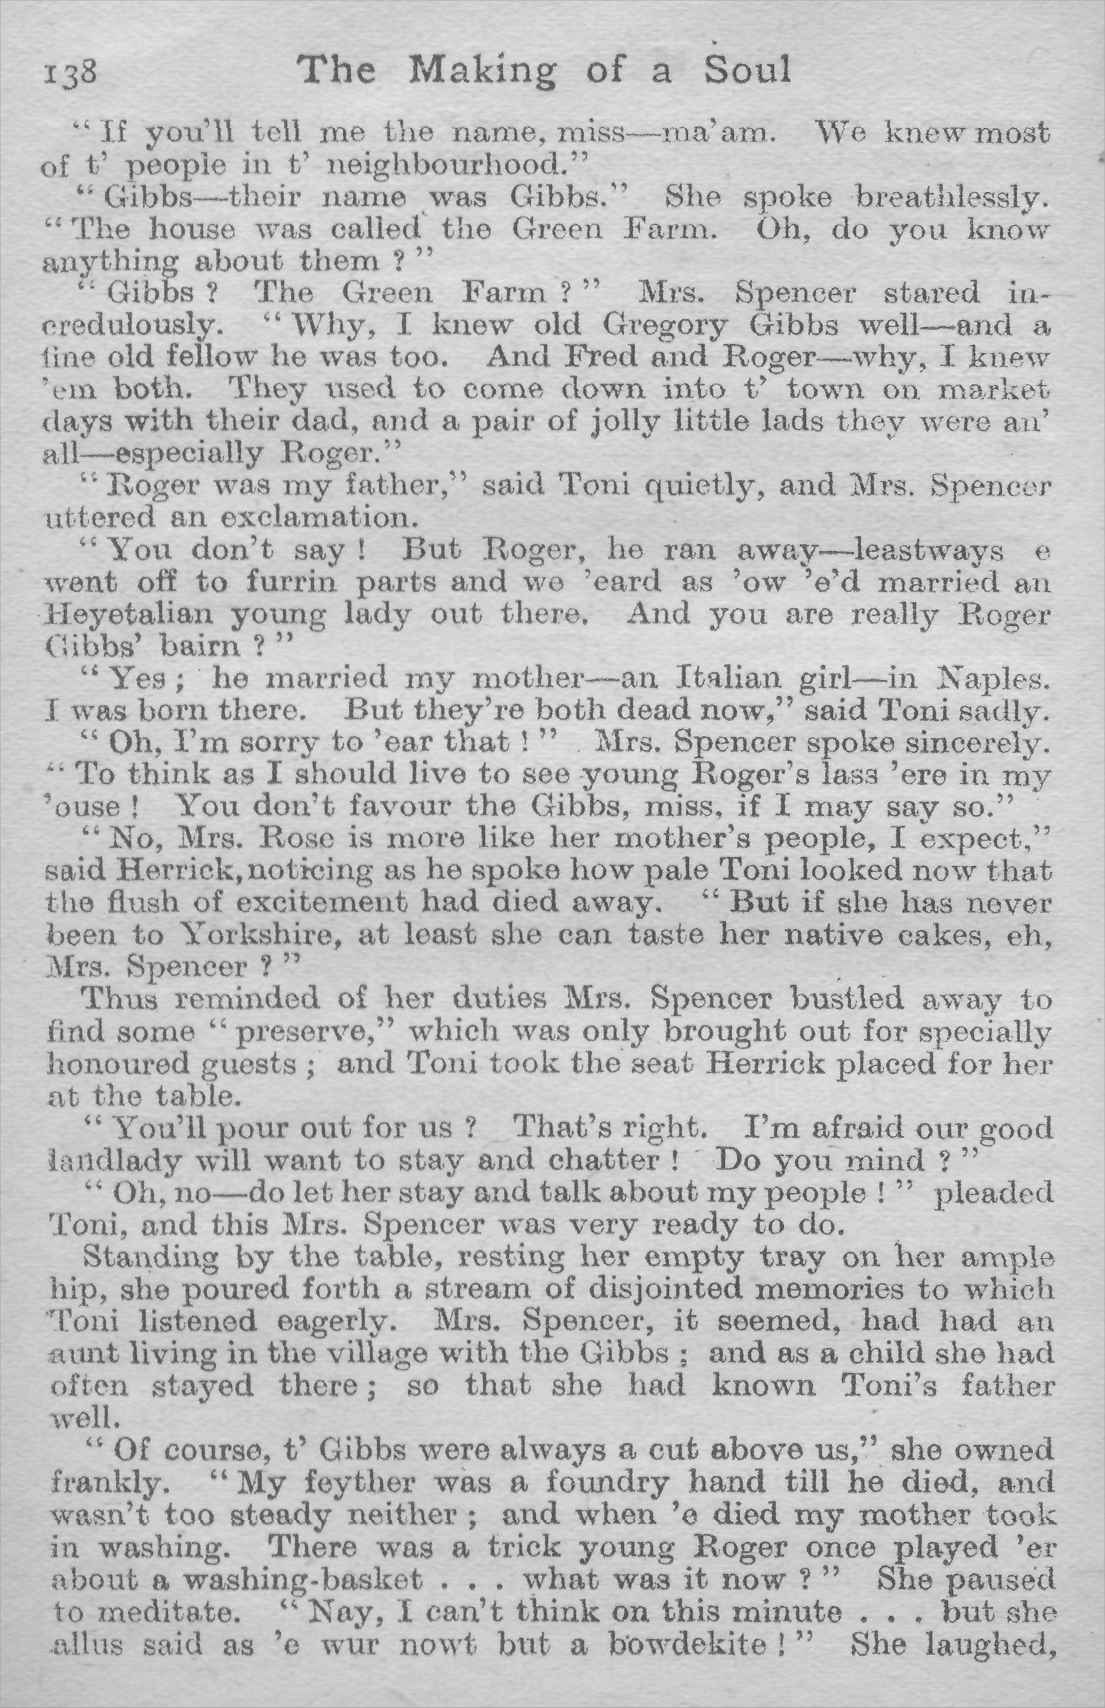 138 The Making of a Soul
“ If you’ll tell me the name, miss—ma’am. We knew most
of t’ people in t’ neighbourhood.”
“ Gibbs—their name was Gibbs.” She spoke breathlessly.
“ The house was called the Green Farm. Oh, do you know
anything about them ? ”
“ Gibbs ? The Green Farm ? ” Mrs. Spencer stared in-
credulously. “ Why, I knew old Gregory Gibbs well—and a
fine old fellow he was too. And Fred and Roger—why, I knew
’em both. They used to come down into t’ town on market
days with their dad, and a pair of jolly little lads they were an’
all—especially Roger.”
“ Roger was my father,” said Toni quietly, and Mrs. Spencer
uttered an exclamation.
“ You don’t say ! But Roger, he ran away—leastways e
went off to furrin parts and we ’eard as ’ow ’e’d married an
Heyetalian young lady out there. And you are really Roger
Gibbs’ bairn ? ”
“ Yes ; he married my mother—an Italian girl—in Naples.
I was born there. But they’re both dead now,” said Toni sadly.
“ Oh, I’m sorry to ’ear that ! ” Mrs. Spencer spoke sincerely.
“ To think as I should live to see young Roger’s lass ’ere in my
’ouse ! You don’t favour the Gibbs, miss, if I may say so.”
“ No, Mrs. Rose is more like her mother’s people, I expect,”
said Herrick, noticing as he spoke how pale Toni looked now that
the flush of excitement had died away. “ But if she has never
been to Yorkshire, at least she can taste her native cakes, eh,
Mrs. Spencer ? ”
Thus reminded of her duties Mrs. Spencer bustled away to
find some “ preserve,” which was only brought out for specially
honoured guests ; and Toni took the seat Herrick placed for her
at the table.
“ You’ll pour out for us ? That’s right. I’m afraid our good
landlady will want to stay and chatter ! Do you mind ? ”
“ Oh, no—do let her stay and talk about my people ! ” pleaded
Toni, and this Mrs. Spencer was very ready to do.
Standing by the table, resting her empty tray on her ample
hip, she poured forth a stream of disjointed memories to which
Toni listened eagerly. Mrs. Spencer, it seemed, had had an
aunt living in the village with the Gibbs ; and as a child she had
often stayed there ; so that she had known Toni’s father
well.
“ Of course, t’ Gibbs were always a cut above us,” she owned
frankly. “ My feyther was a foundry hand till he died, and
wasn’t too steady neither ; and when ’e died my mother took
in washing. There was a trick young Roger once played ’er
about a washing-basket . . . what was it now ? ” She paused
to meditate. “ Nay, I can’t think on this minute . . . but she
allus said as ’e wur nowt but a bowdekite ! ” She laughed,